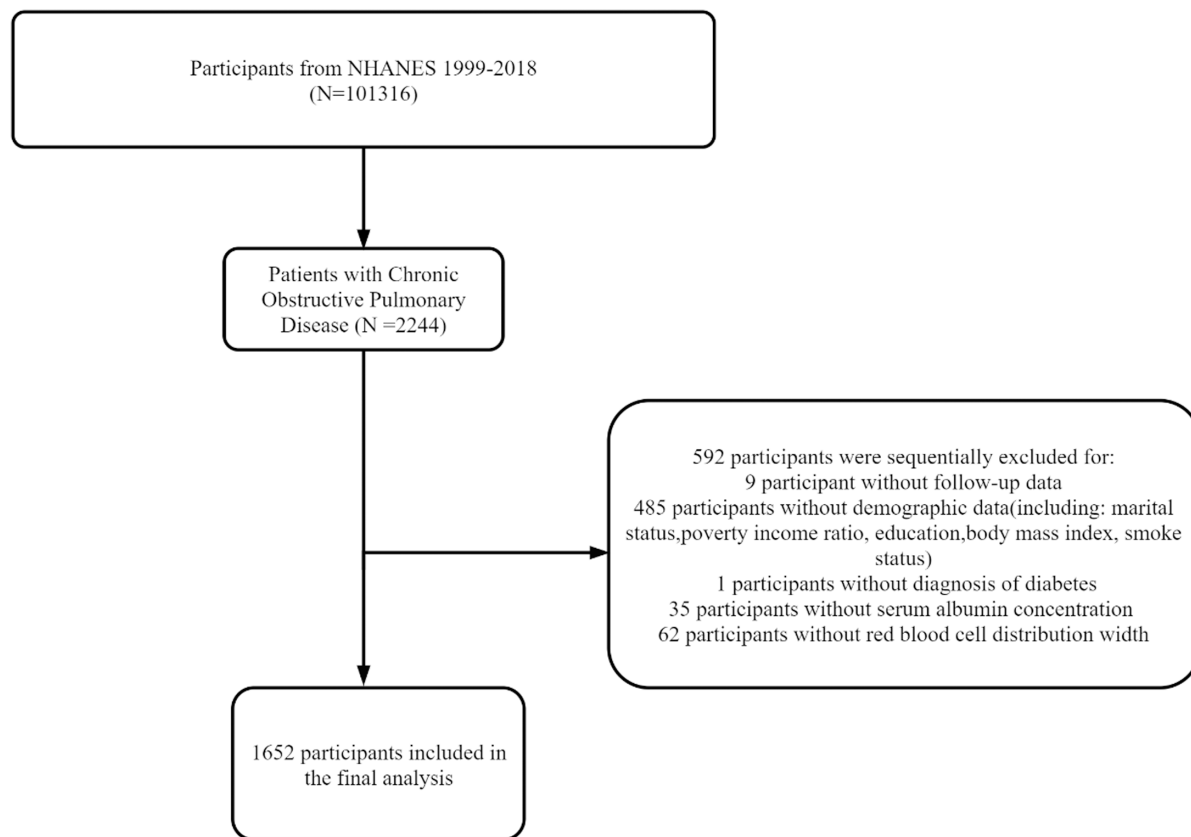 Participants from NHANES 1999-2018
(N=101316)
Patients with Chronic
Obstructive Pulmonary
Disease (N =2244)
592 participants were sequentially excluded for:
9 participant without follow-up data
485 participants without demographic data(including: marital
status,poverty income ratio, education,body mass index, smoke
status)
1 participants without diagnosis of diabetes
35 participants without serum albumin concentration
62 participants without red blood cell distribution width
1652 participants included in
the final analysis